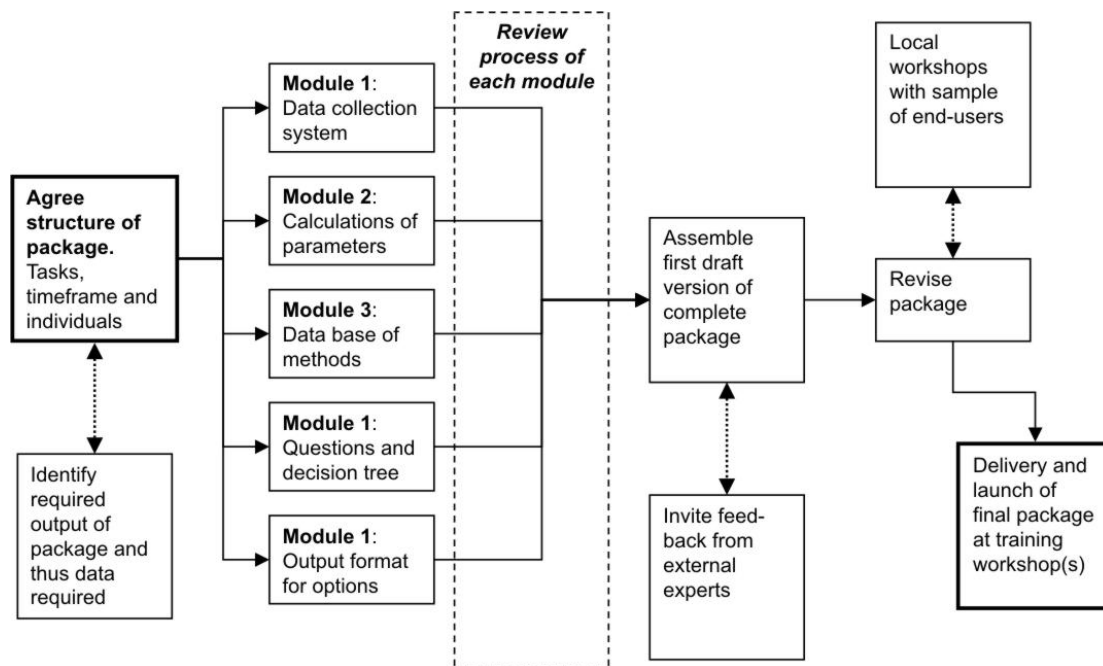 Agree
structure of
package.
Tasks,
timeframe and
individuals
Identify
required
output of
package and
thus data
required
Module 1:
Data collection
system
Module 2:
Calculations of
parameters
Module 3:
Data base of
methods
Module 1:
Questions and
decision tree
Module 1:
Output format
for options
Review
process of
each module
Assemble
first draft
version of
complete
package
Invite feed-
back from
external
experts
Local
workshops
with sample
of end-users
Revise
package
Delivery and
launch of
final package
at training
workshop(s)